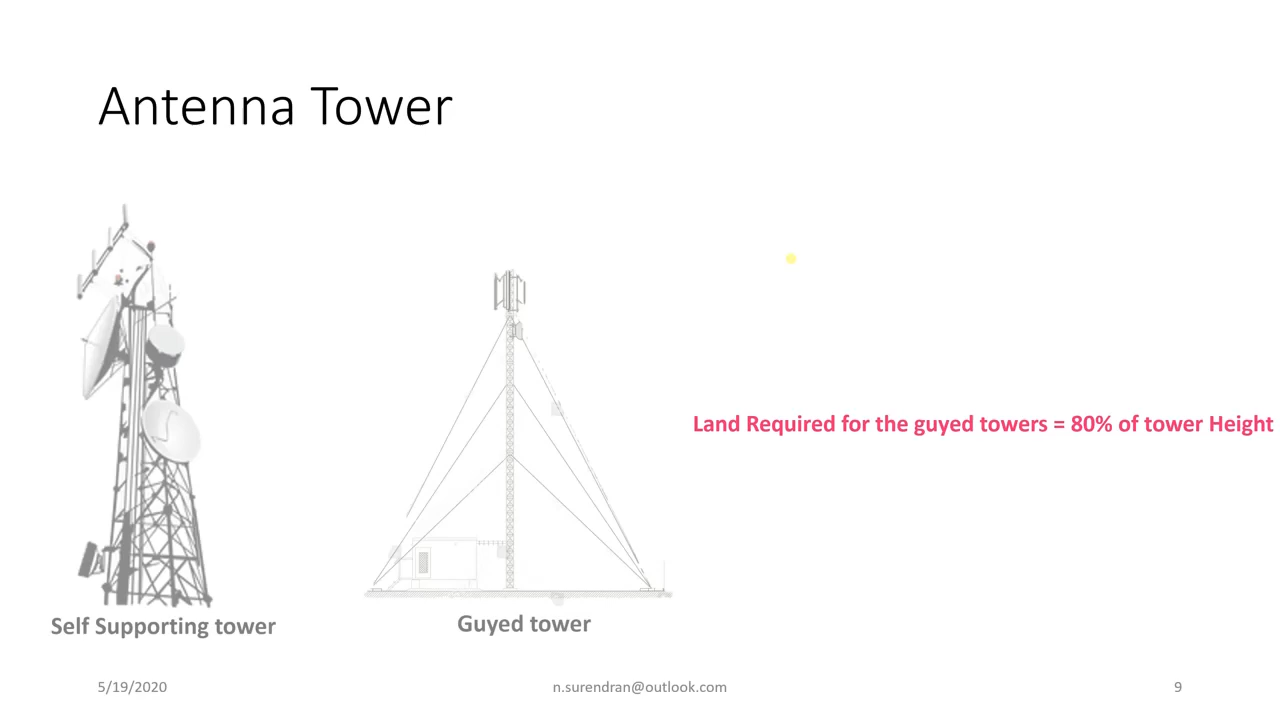 Antenna Tower
Land Required for the guyed towers = 80% of tower Height
Self Supporting tower
Guyed tower
5/19/2020
n.surendran@outlook.com
9